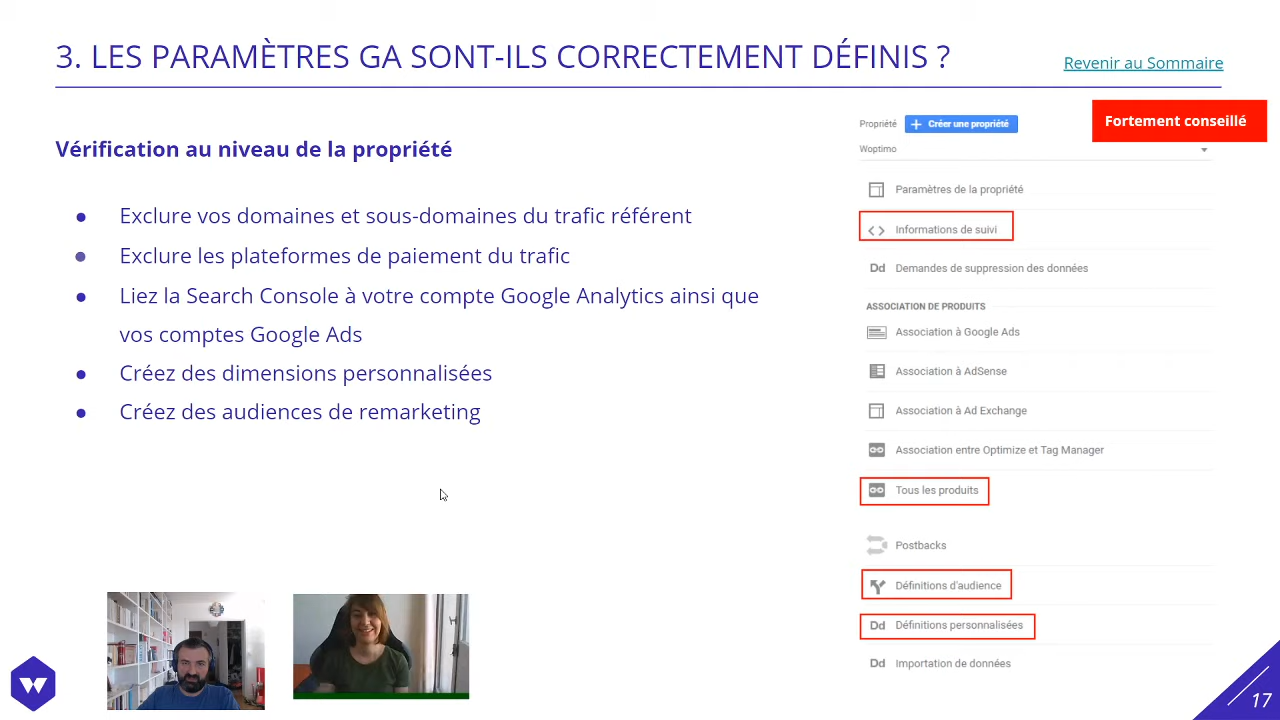 3. LES PARAMÈTRES GA SONT-ILS CORRECTEMENT DÉFINIS ?
Revenir au Sommaire
Fortement conseillé
Vérification au niveau de la propriété
● Exclure vos domaines et sous-domaines du trafic référent
● Exclure les plateformes de paiement du trafic
● Liez la Search Console à votre compte Google Analytics ainsi que
vos comptes Google Ads
● Créez des dimensions personnalisées
● Créez des audiences de remarketing
Propriété + Créer une propriété
Woptimo
Paramètres de la propriété
<> Informations de suivi
Dd Demandes de suppression des données
ASSOCIATION DE PRODUITS
Association à Google Ads
Association à AdSense
Association à Ad Exchange
Association entre Optimize et Tag Manager
Tous les produits
Postbacks
Définitions d'audience
Dd Définitions personnalisées
Dd Importation de données
W
17